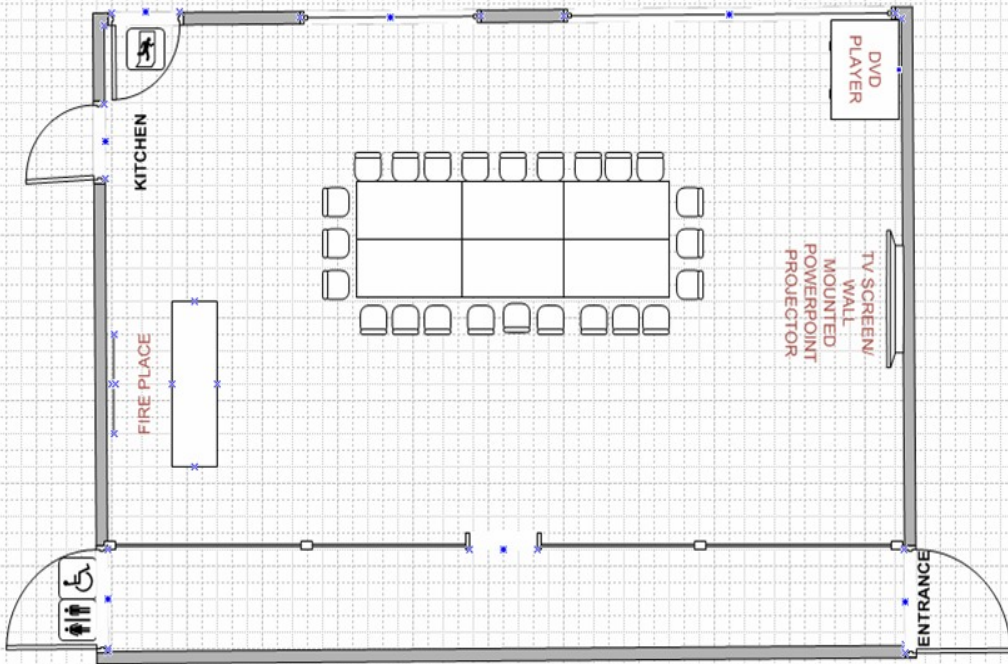 DVD
PLAYER
KITCHEN
TV SCREEN/
WALL
MOUNTED
POWERPOINT
PROJECTOR
FIRE PLACE
ENTRANCE